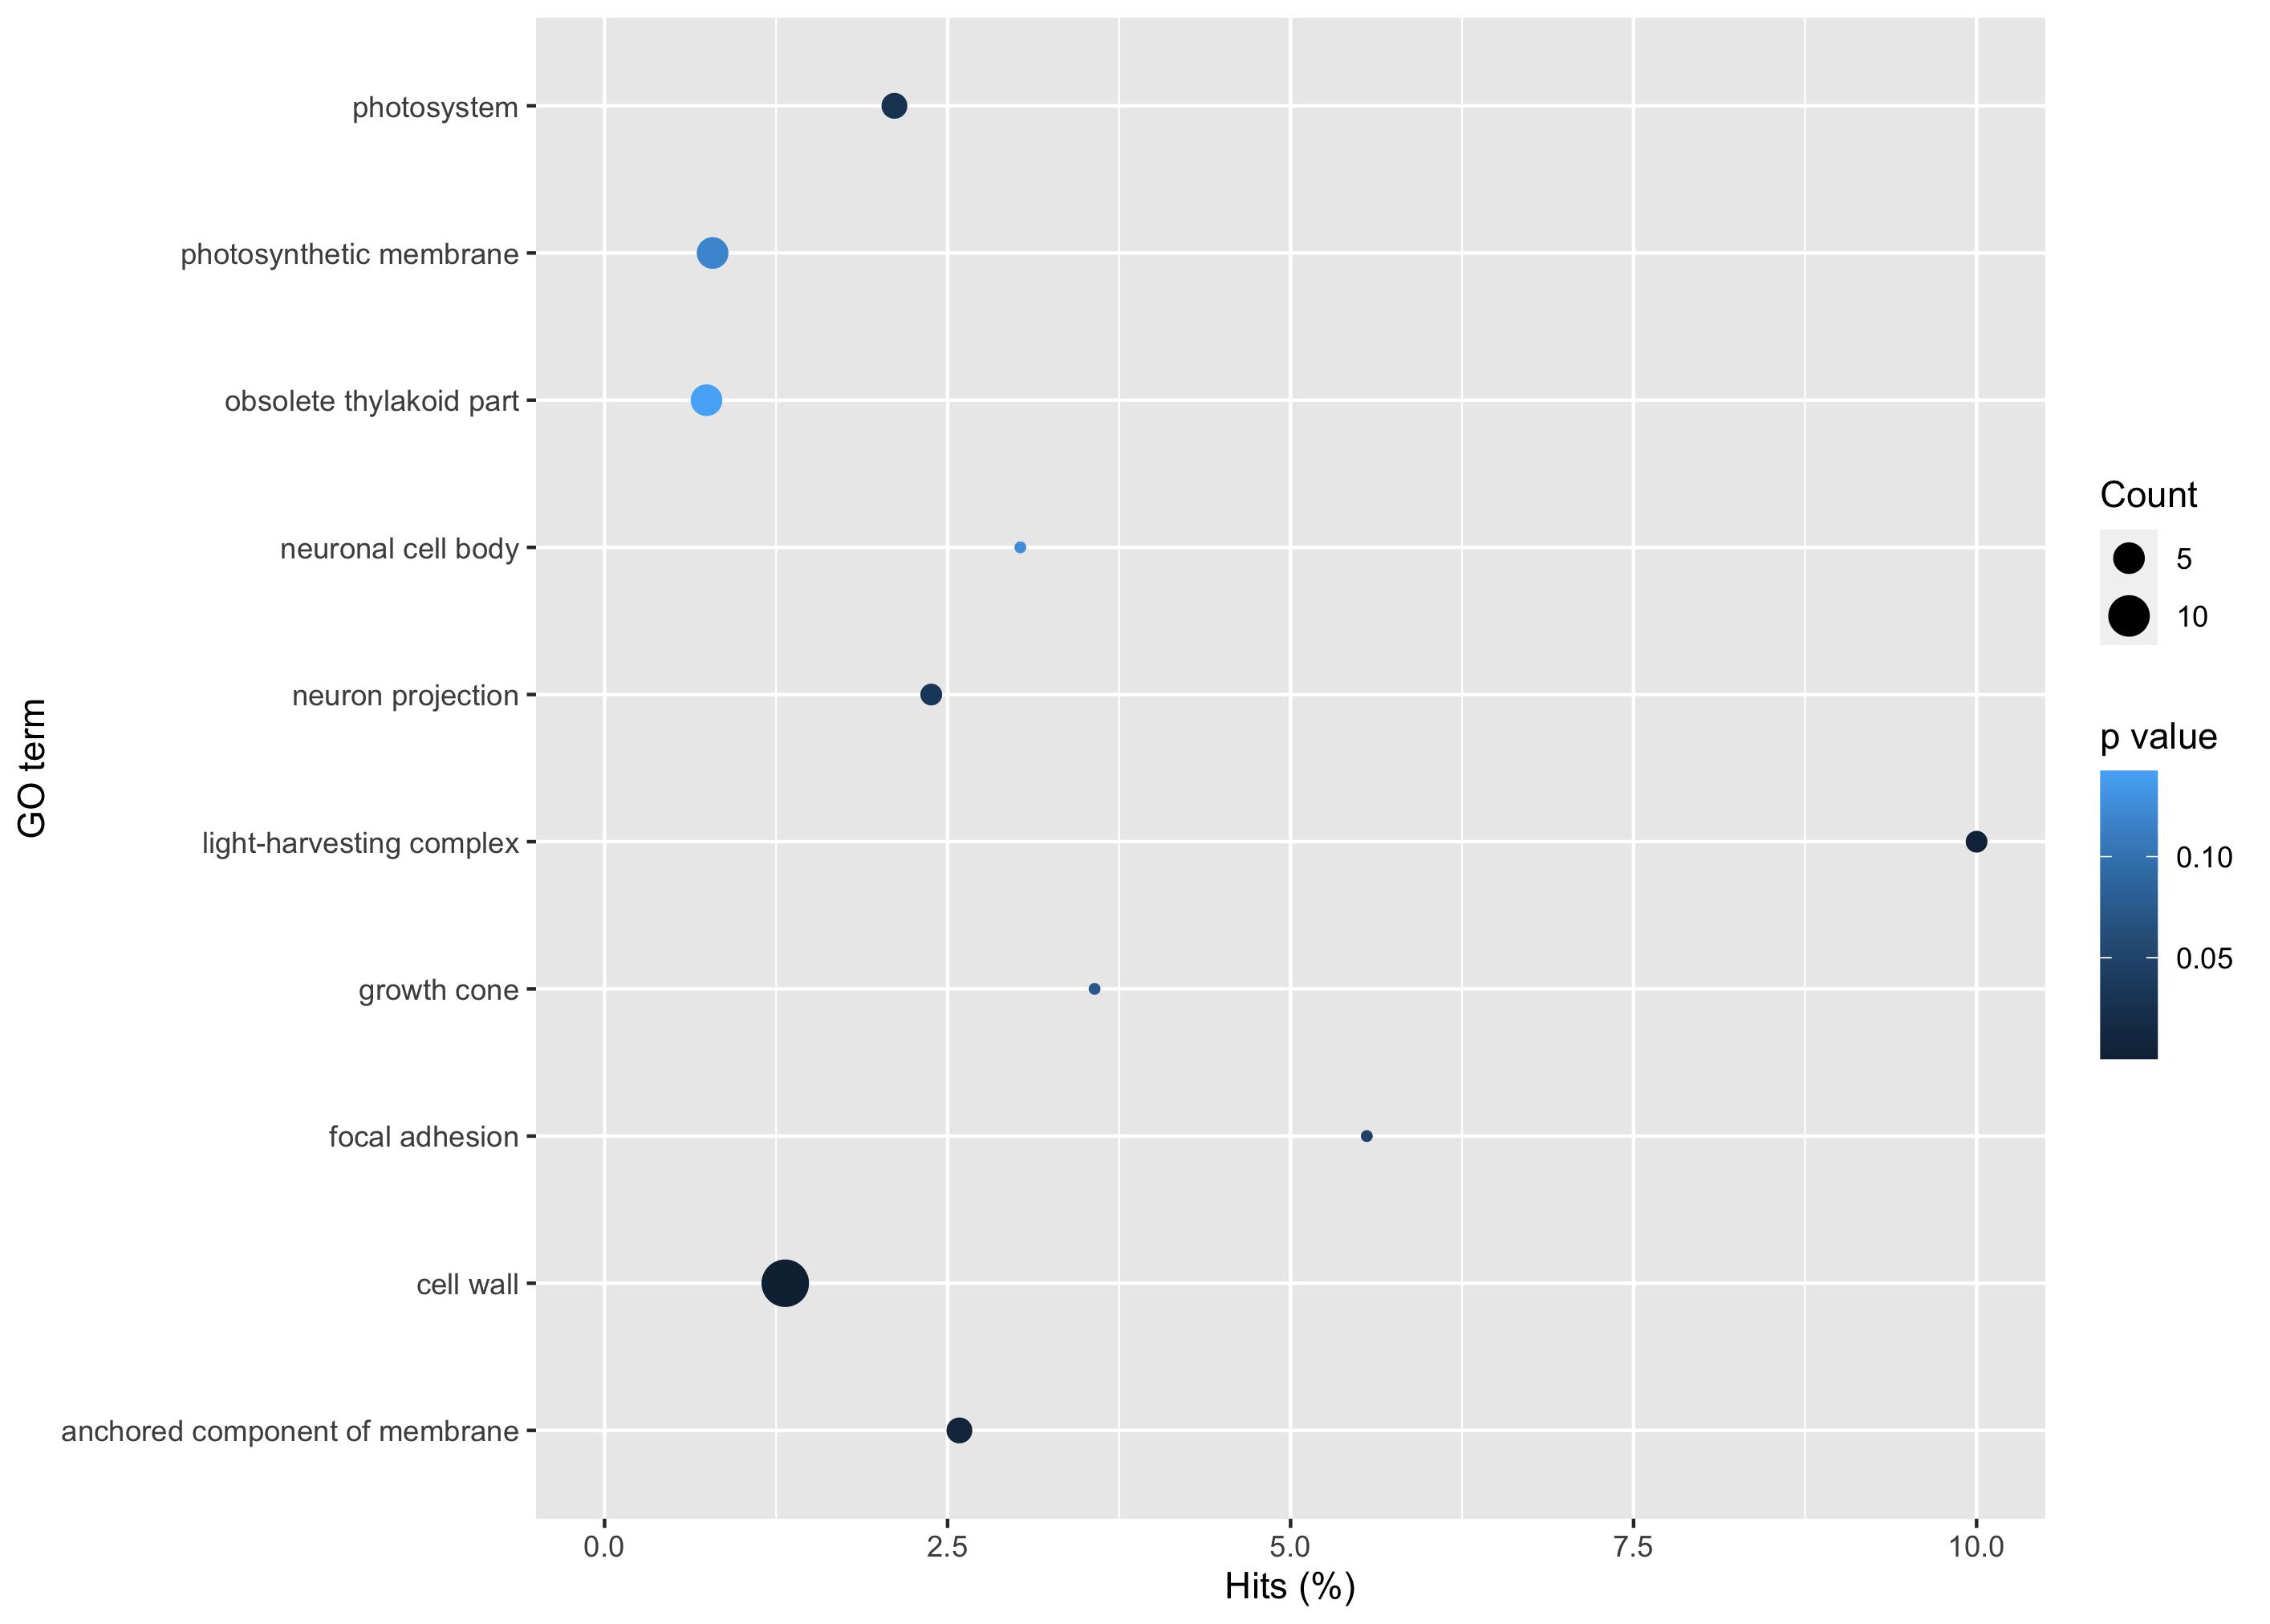 photosystem
photosynthetic membrane
obsolete thylakoid part
neuronal cell body
neuron projection
light-harvesting complex
growth cone
focal adhesion
cell wall
anchored component of membrane
GO term
0.0 2.5 5.0 7.5 10.0
Hits (%)
Count
5
10
p value
0.10
0.05